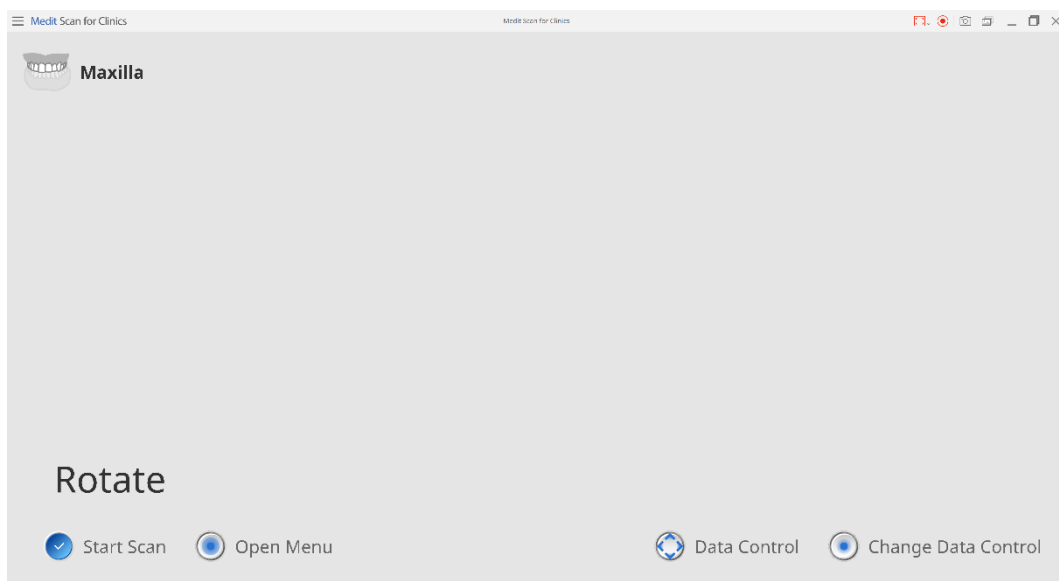 Medit Scan for Clinics
Medit Scan for Clinics
Maxilla
Rotate
Start Scan
Open Menu
Data Control
Change Data Control